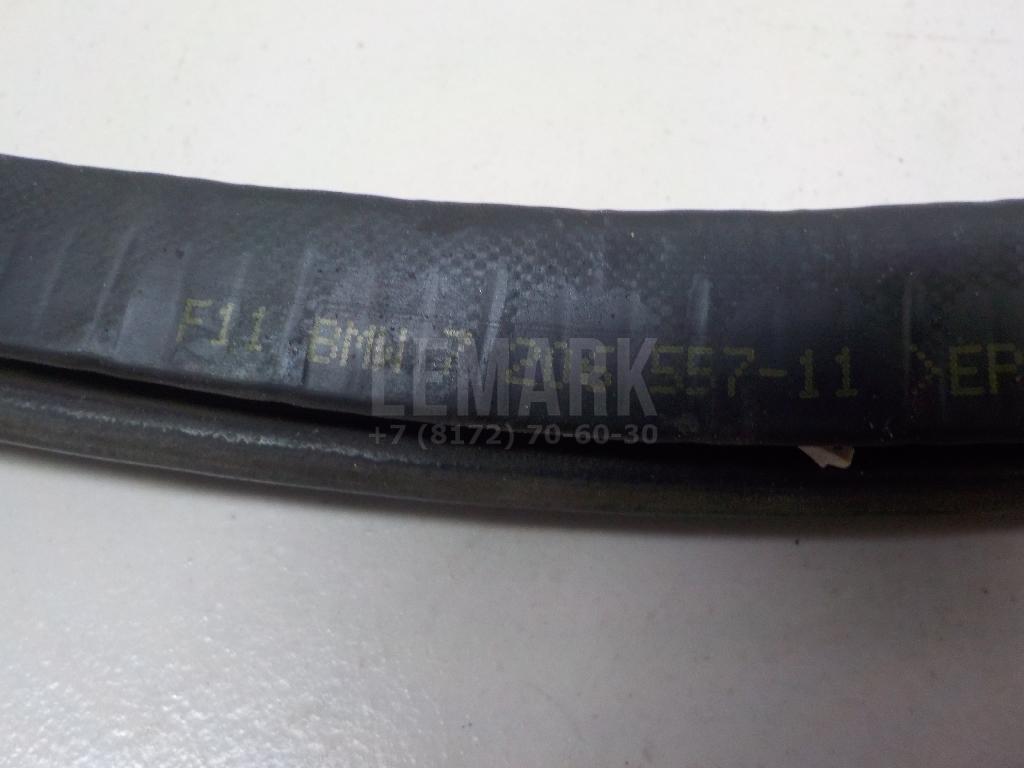 F11 BMW 7 557-11 >EP
LEMARK
+7 (8172) 70-60-30